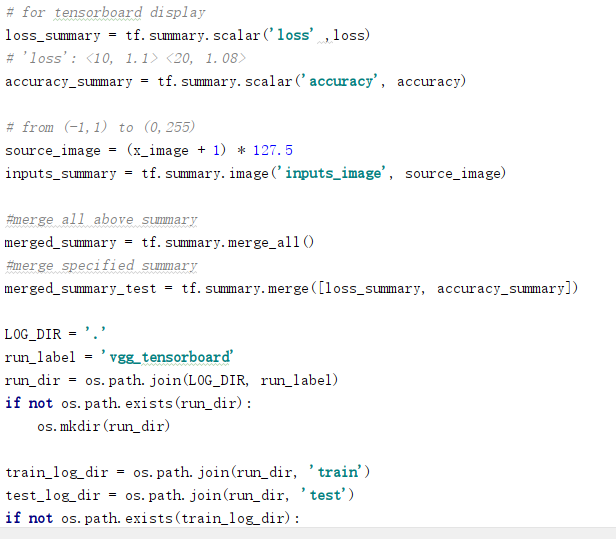 # for tensorboard display
loss_summary = tf.summary.scalar('loss' ,loss)
# 'loss': <10, 1.1> <20, 1.08>
accuracy_summary = tf.summary.scalar('accuracy', accuracy)
# from (-1,1) to (0,255)
source_image = (x_image + 1) * 127.5
inputs_summary = tf.summary.image('inputs_image', source_image)
#merge all above summary
merged_summary = tf.summary.merge_all()
#merge specified summary
merged_summary_test = tf.summary.merge([loss_summary, accuracy_summary])
LOG_DIR = '.'
run_label = 'vgg_tensorboard'
run_dir = os.path.join(LOG_DIR, run_label)
if not os.path.exists(run_dir):
    os.mkdir(run_dir)
train_log_dir = os.path.join(run_dir, 'train')
test_log_dir = os.path.join(run_dir, 'test')
if not os.path.exists(train_log_dir):